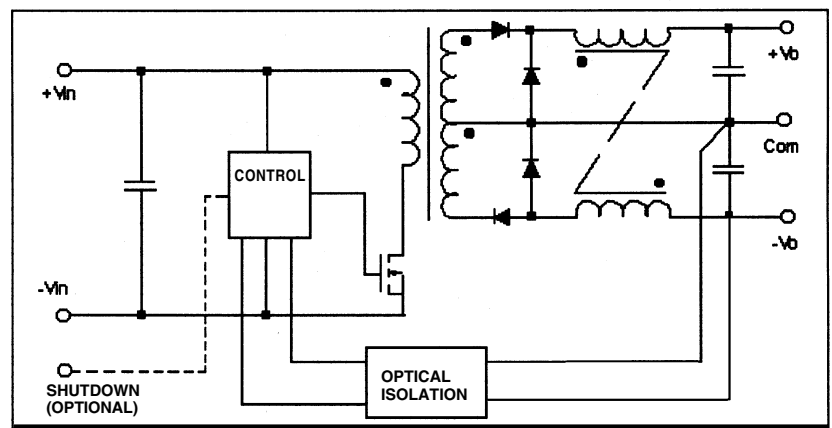 +Vo
+Vin
Com
CONTROL
-Vo
-Vin
OPTICAL
ISOLATION
SHUTDOWN
(OPTIONAL)